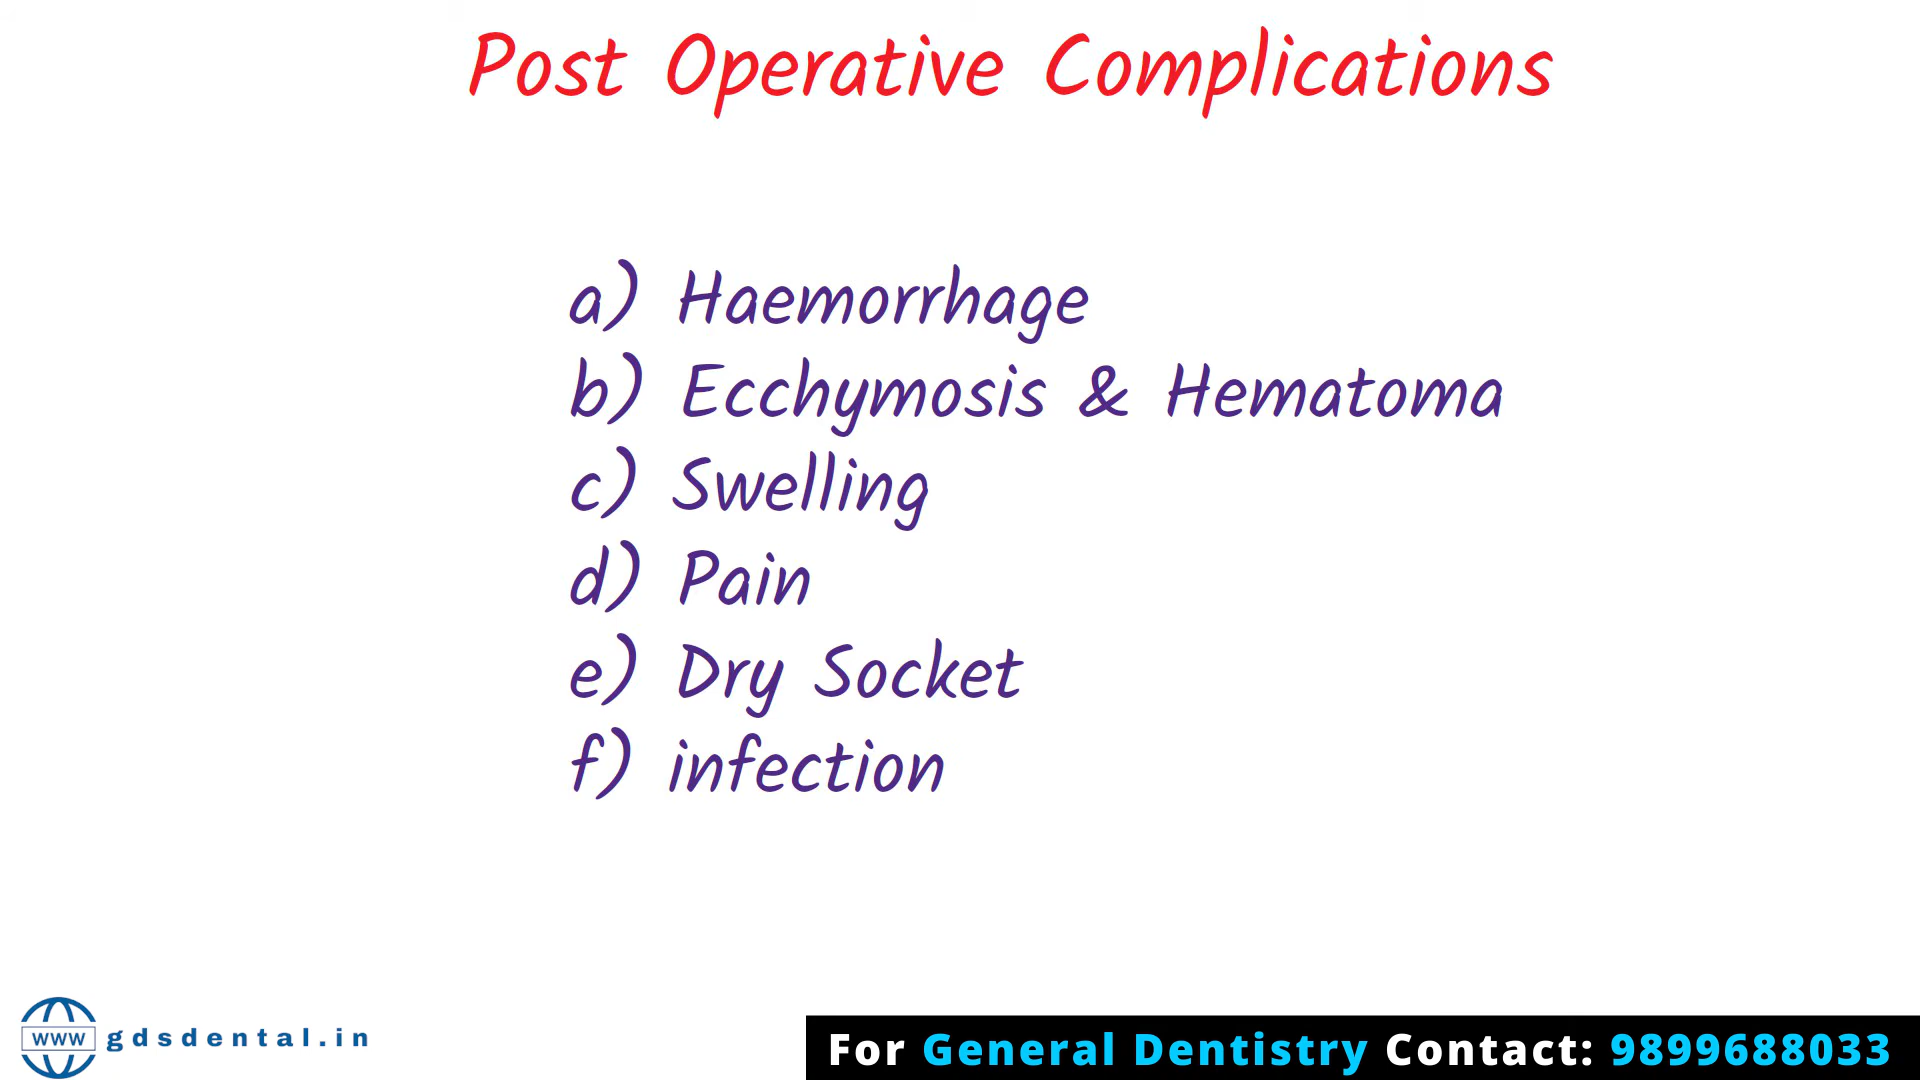 Post Operative Complications
a) Haemorrhage
b) Ecchymosis & Hematoma
c) Swelling
d) Pain
e) Dry Socket
f) infection
www gdsdental.in
For General Dentistry Contact: 9899688033